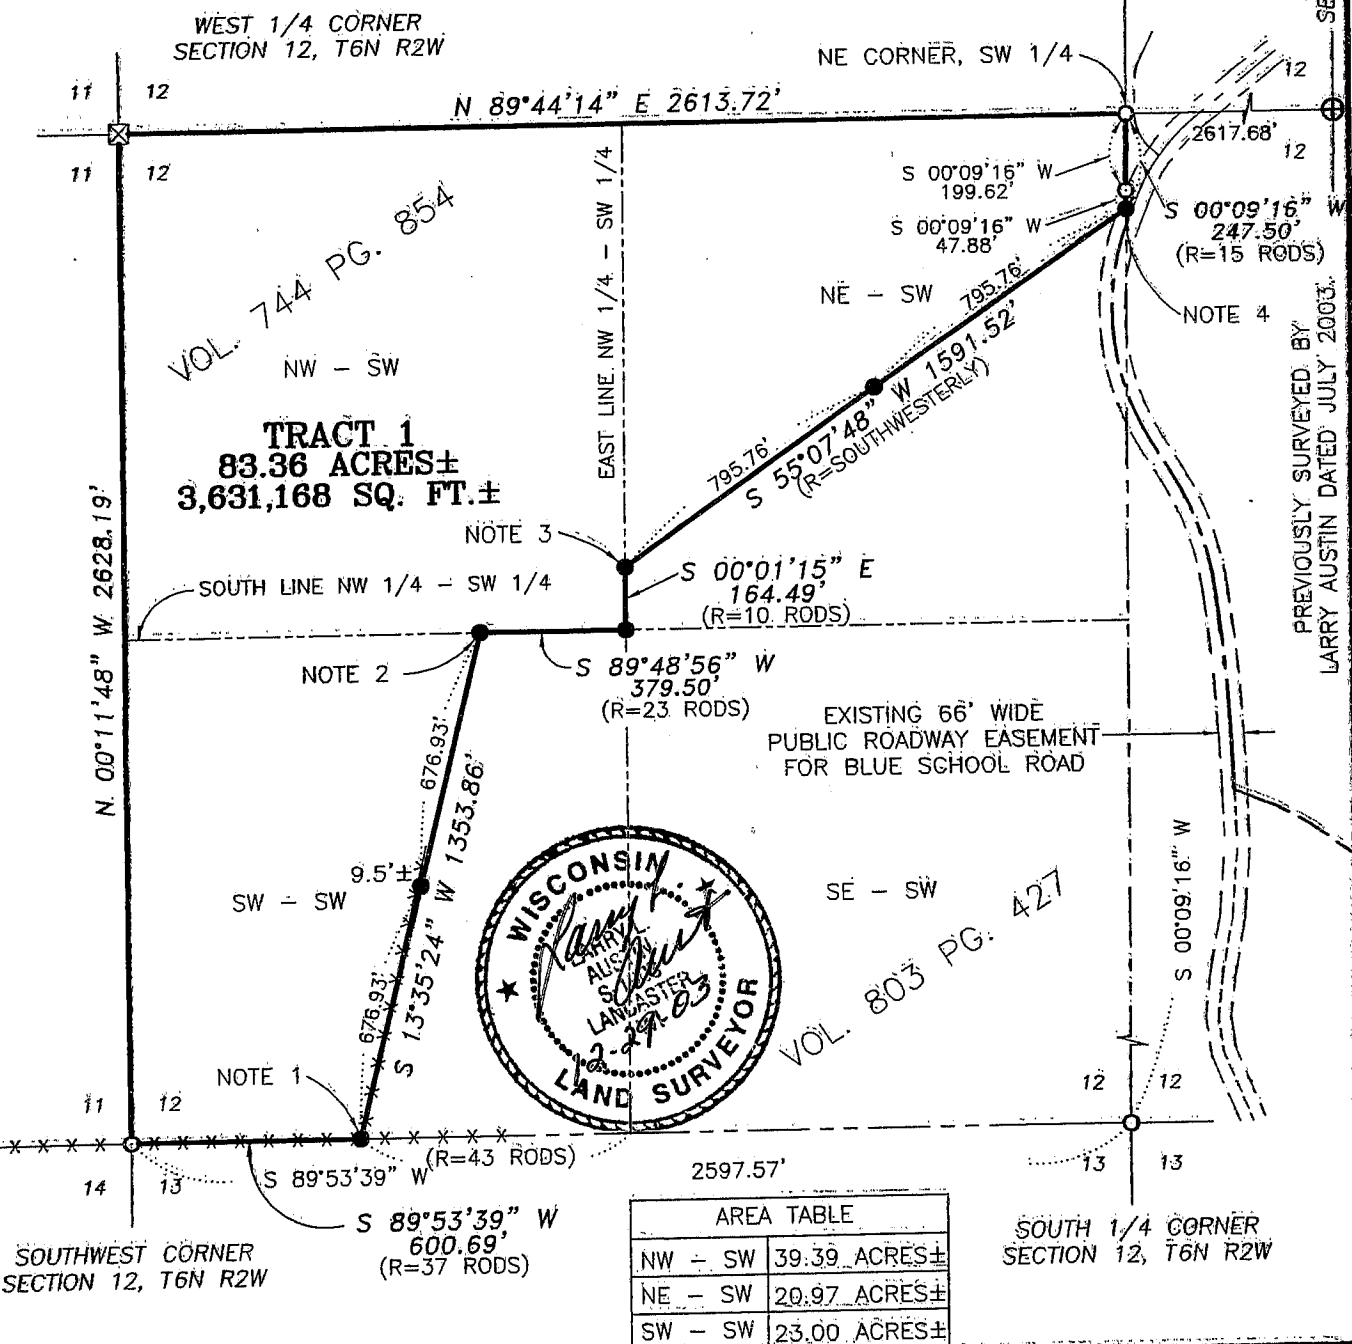 WEST 1/4 CORNER
SECTION 12, T6N R2W
NE CORNER, SW 1/4
11 12
12
N 89°44'14" E 2613.72'
2617.68'
11 12
12
S 00°09'16" W
199.62'
S 00°09'16" W
47.88'
S 00°09'16" W
247.50'
(R=15 RODS)
NOTE 4
VOL. 744 PG. 854
EAST LINE NW 1/4 - SW 1/4
NE - SW
795.76'
S 55°07'48" W 1591.52'
(R=SOUTHWESTERLY)
795.76'
NW - SW
TRACT 1
83.36 ACRES±
3,631,168 SQ. FT.±
PREVIOUSLY SURVEYED BY
LARRY AUSTIN DATED JULY 2003.
N 00°11'48" W 2628.19'
NOTE 3
S 00°01'15" E
164.49'
(R=10 RODS)
SOUTH LINE NW 1/4 - SW 1/4
NOTE 2
S 89°48'56" W
379.50'
(R=23 RODS)
EXISTING 66' WIDE
PUBLIC ROADWAY EASEMENT
FOR BLUE SCHOOL ROAD
676.93'
S 13°35'24" W 1353.86'
9.5'±
SW - SW
676.93'
SE - SW
S 00°09'16" W
VOL. 803 PG. 427
WISCONSIN
LARRY
AUSTIN
LANCASTER
12-29-03
LAND SURVEYOR
NOTE 1
11 12
12 12
(R=43 RODS)
S 89°53'39" W
2597.57'
14 13
13 13
S 89°53'39" W
600.69'
(R=37 RODS)
SOUTHWEST CORNER
SECTION 12, T6N R2W
SOUTH 1/4 CORNER
SECTION 12, T6N R2W
AREA TABLE
NW - SW 39.39 ACRES±
NE - SW 20.97 ACRES±
SW - SW 23.00 ACRES±